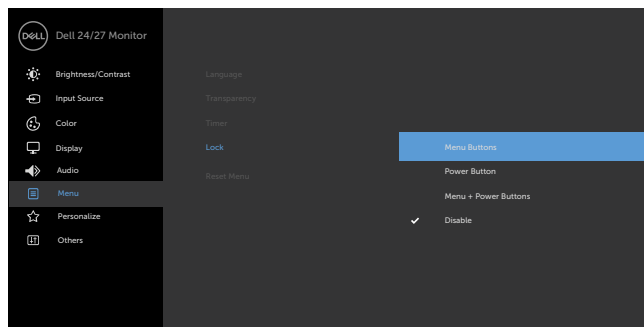 DELL
Dell 24/27 Monitor
Brightness/Contrast
Input Source
Color
Display
Audio
Menu
Personalize
Others
Language
Transparency
Timer
Lock
Reset Menu
Menu Buttons
Power Button
Menu + Power Buttons
Disable